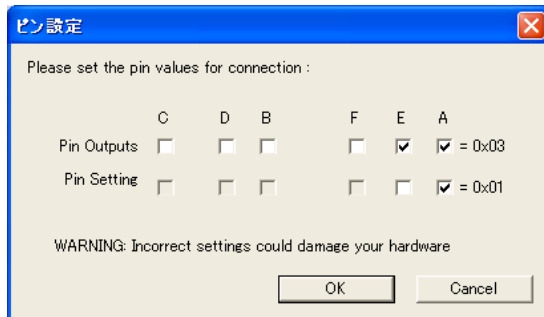 ピン設定
Please set the pin values for connection :
C D B F E A
Pin Outputs = 0x03
Pin Setting = 0x01
WARNING: Incorrect settings could damage your hardware
OK Cancel